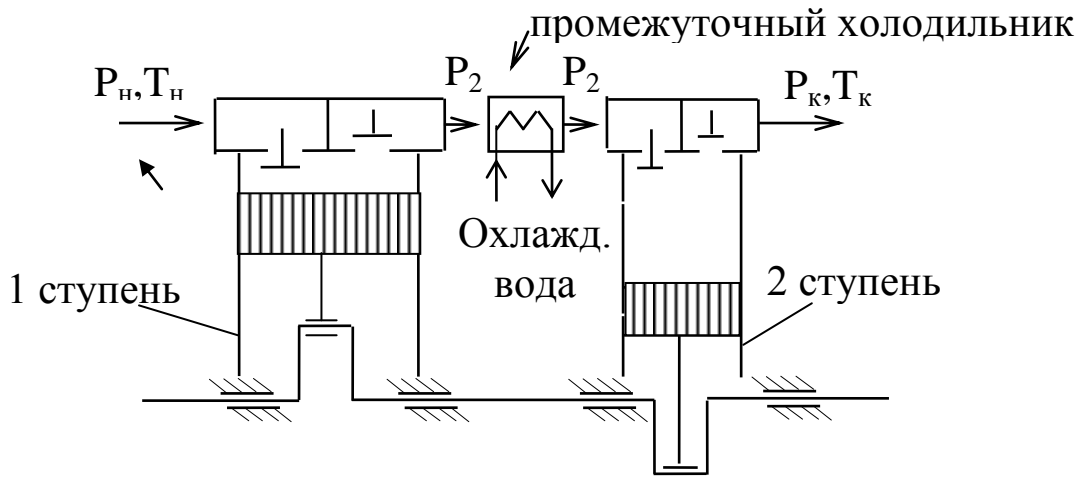 промежуточный холодильник
Pн,Tн
P2
P2
Pк,Tк
Охлажд.
вода
1 ступень
2 ступень